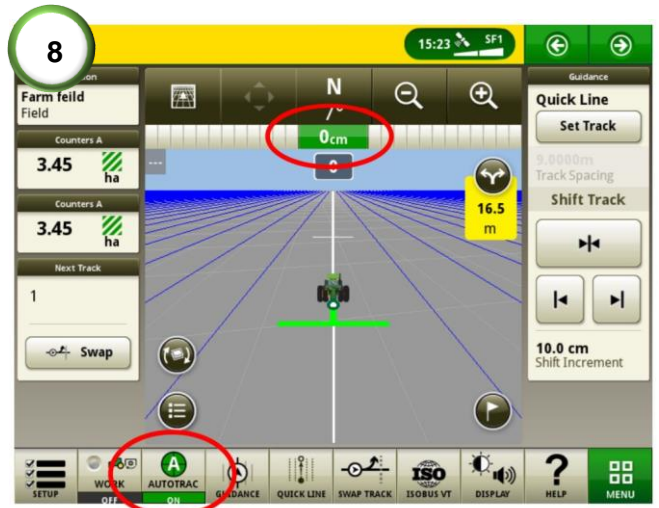 8
15:23 SF1
Farm feild
Field
Counters A
3.45
ha
Counters A
3.45
ha
Next Track
1
Swap
N
0cm
0
---
16.5
m
Guidance
Quick Line
Set Track
9.0000m
Track Spacing
Shift Track
10.0 cm
Shift Increment
SETUP
WORK
OFF
A
AUTOTRAC
ON
GUIDANCE
QUICK LINE
SWAP TRACK
ISO
ISOBUS VT
DISPLAY
?
HELP
MENU